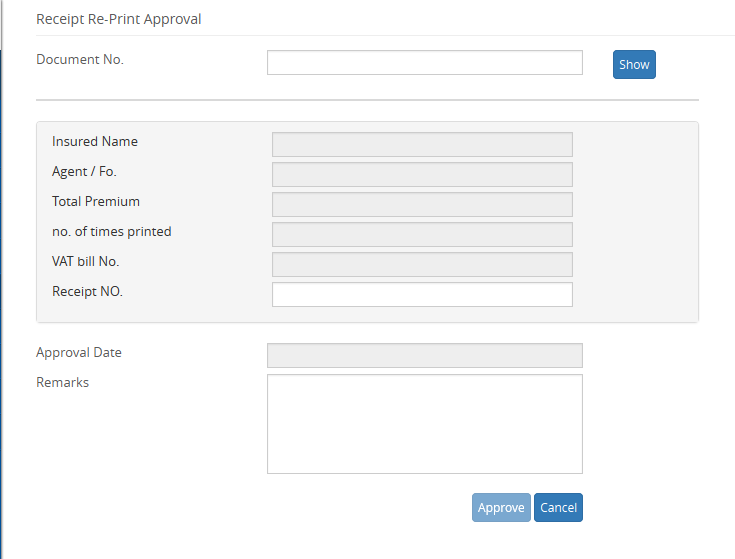 Receipt Re-Print Approval
Document No.
Show
Insured Name
Agent / Fo.
Total Premium
no. of times printed
VAT bill No.
Receipt NO.
Approval Date
Remarks
Approve Cancel